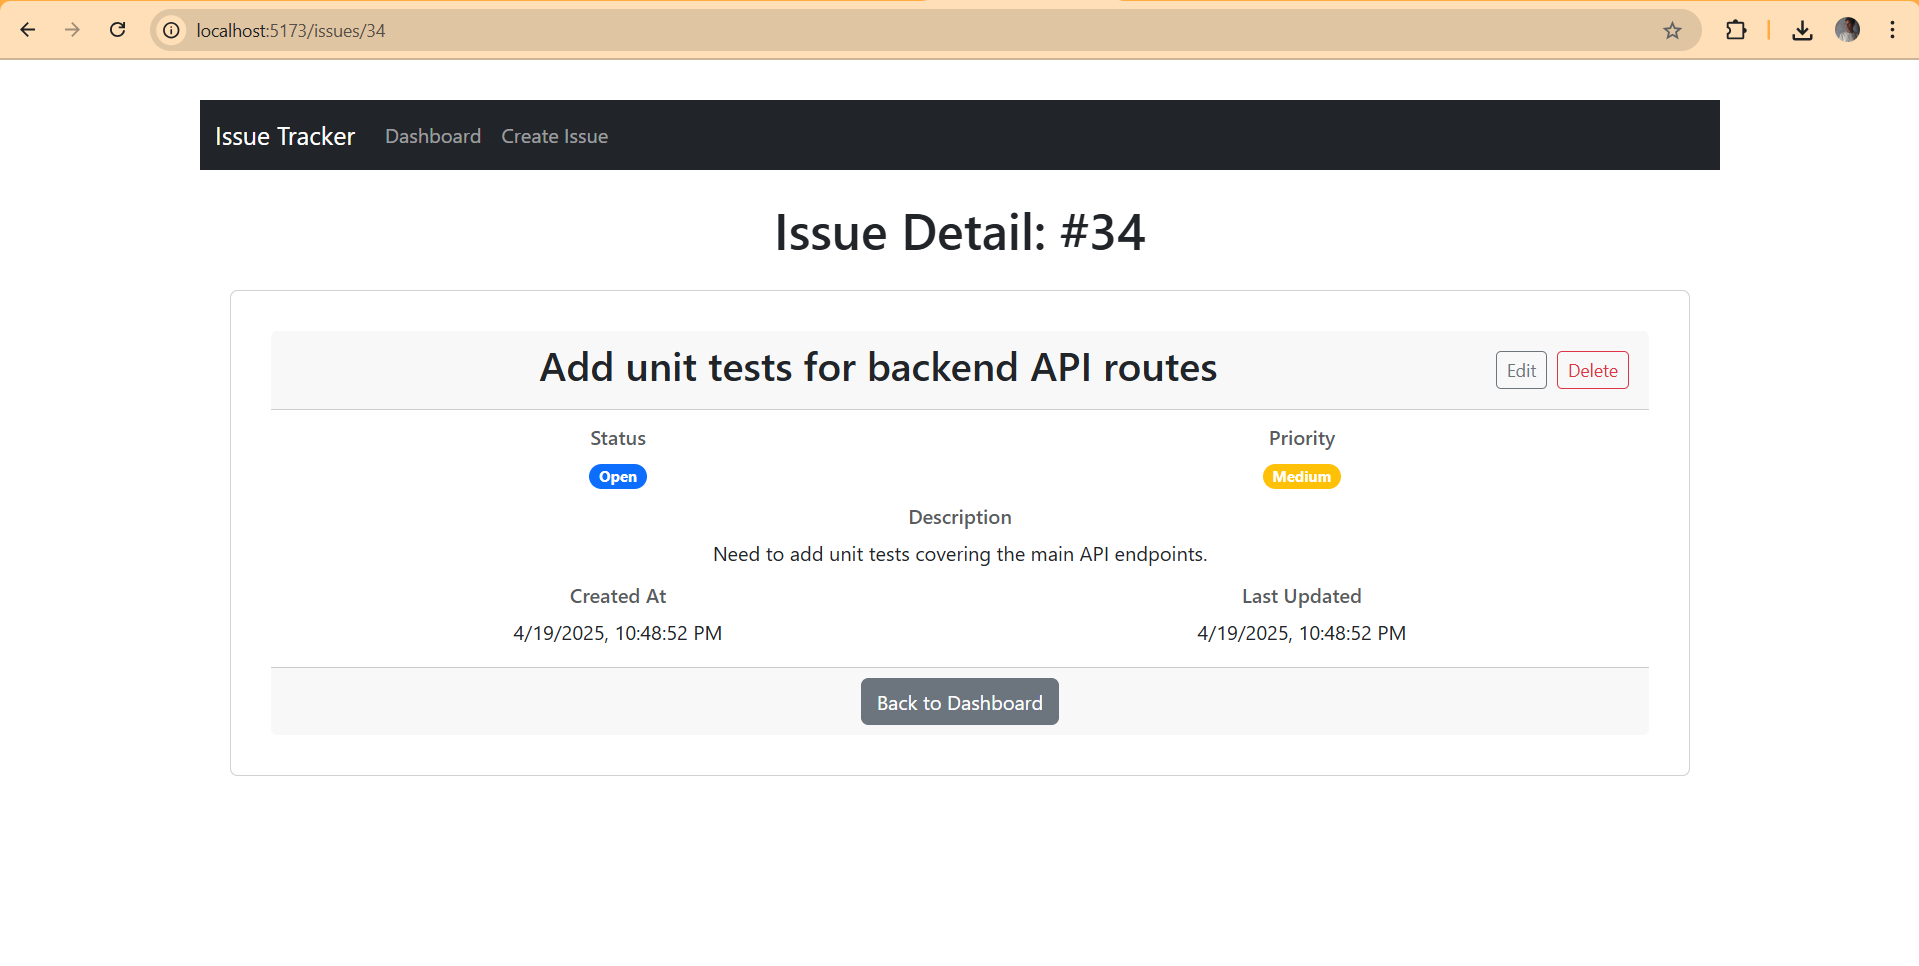 localhost:5173/issues/34
Issue Tracker Dashboard Create Issue
Issue Detail: #34
Add unit tests for backend API routes Edit Delete
Status Priority
Open Medium
Description
Need to add unit tests covering the main API endpoints.
Created At Last Updated
4/19/2025, 10:48:52 PM 4/19/2025, 10:48:52 PM
Back to Dashboard